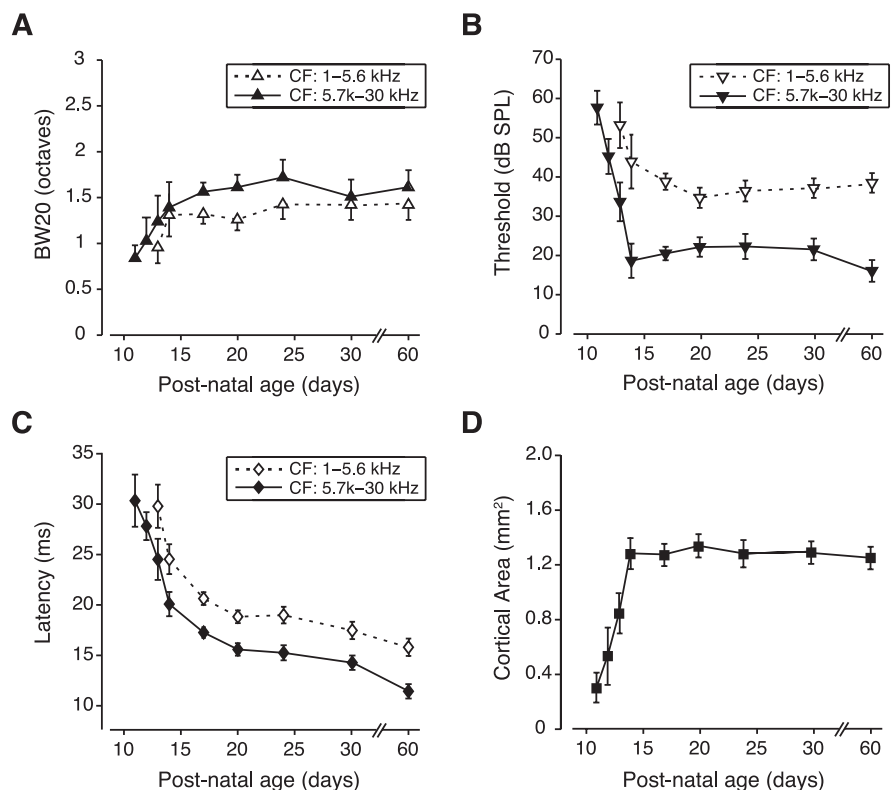 A
3
2.5
2
1.5
1
0.5
0
BW20 (octaves)
CF: 1–5.6 kHz
CF: 5.7k–30 kHz
10 15 20 25 30 60
Post-natal age (days)
B
70
60
50
40
30
20
10
0
Threshold (dB SPL)
CF: 1–5.6 kHz
CF: 5.7k–30 kHz
10 15 20 25 30 60
Post-natal age (days)
C
35
30
25
20
15
10
Latency (ms)
CF: 1–5.6 kHz
CF: 5.7k–30 kHz
10 15 20 25 30 60
Post-natal age (days)
D
2.0
1.6
1.2
0.8
0.4
0
Cortical Area (mm²)
10 15 20 25 30 60
Post-natal age (days)